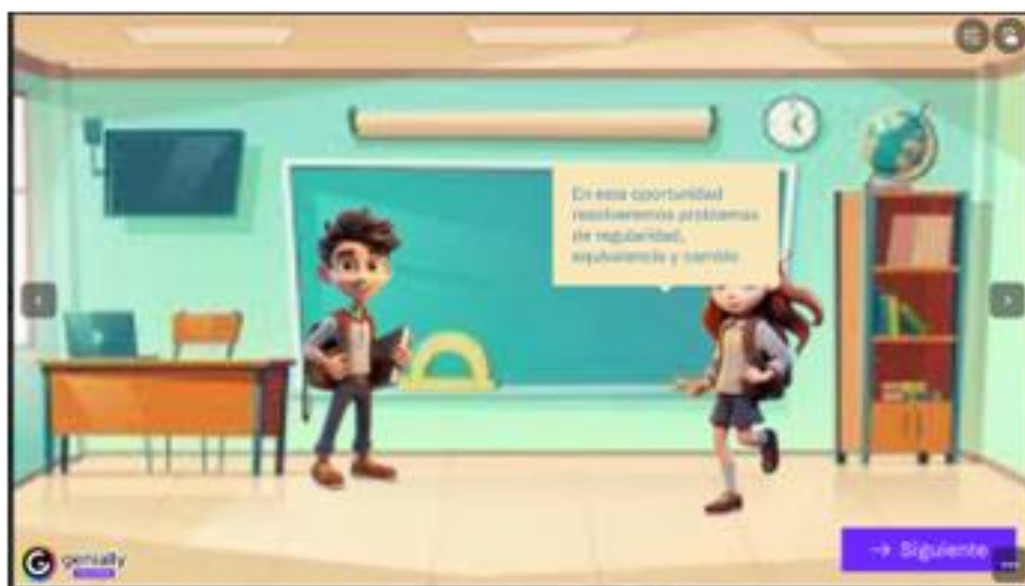 En esta oportunidad
resolveremos problemas
de regularidad,
equivalencia y cambio.
→ Siguiente
genially